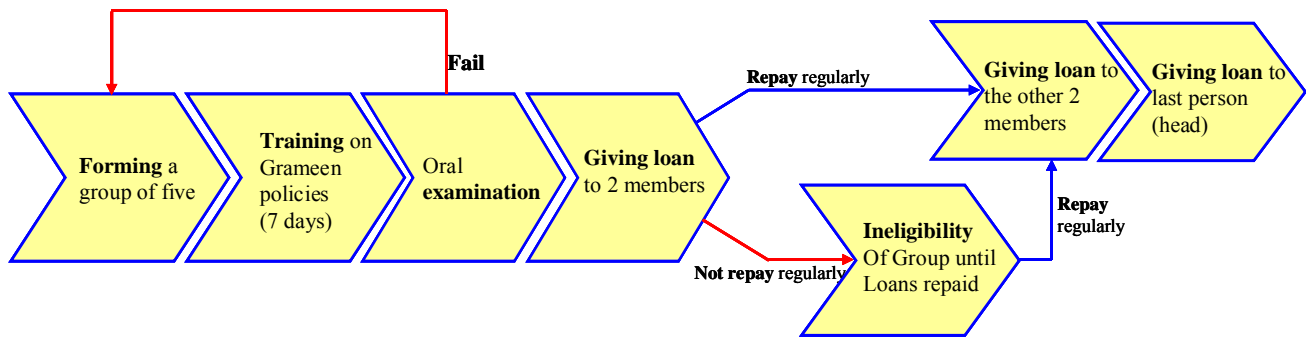 Fail
Forming a
group of five
Training on
Grameen
policies
(7 days)
Oral
examination
Giving loan
to 2 members
Repay regularly
Not repay regularly
Ineligibility
Of Group until
Loans repaid
Repay
regularly
Giving loan to
the other 2
members
Giving loan to
last person
(head)